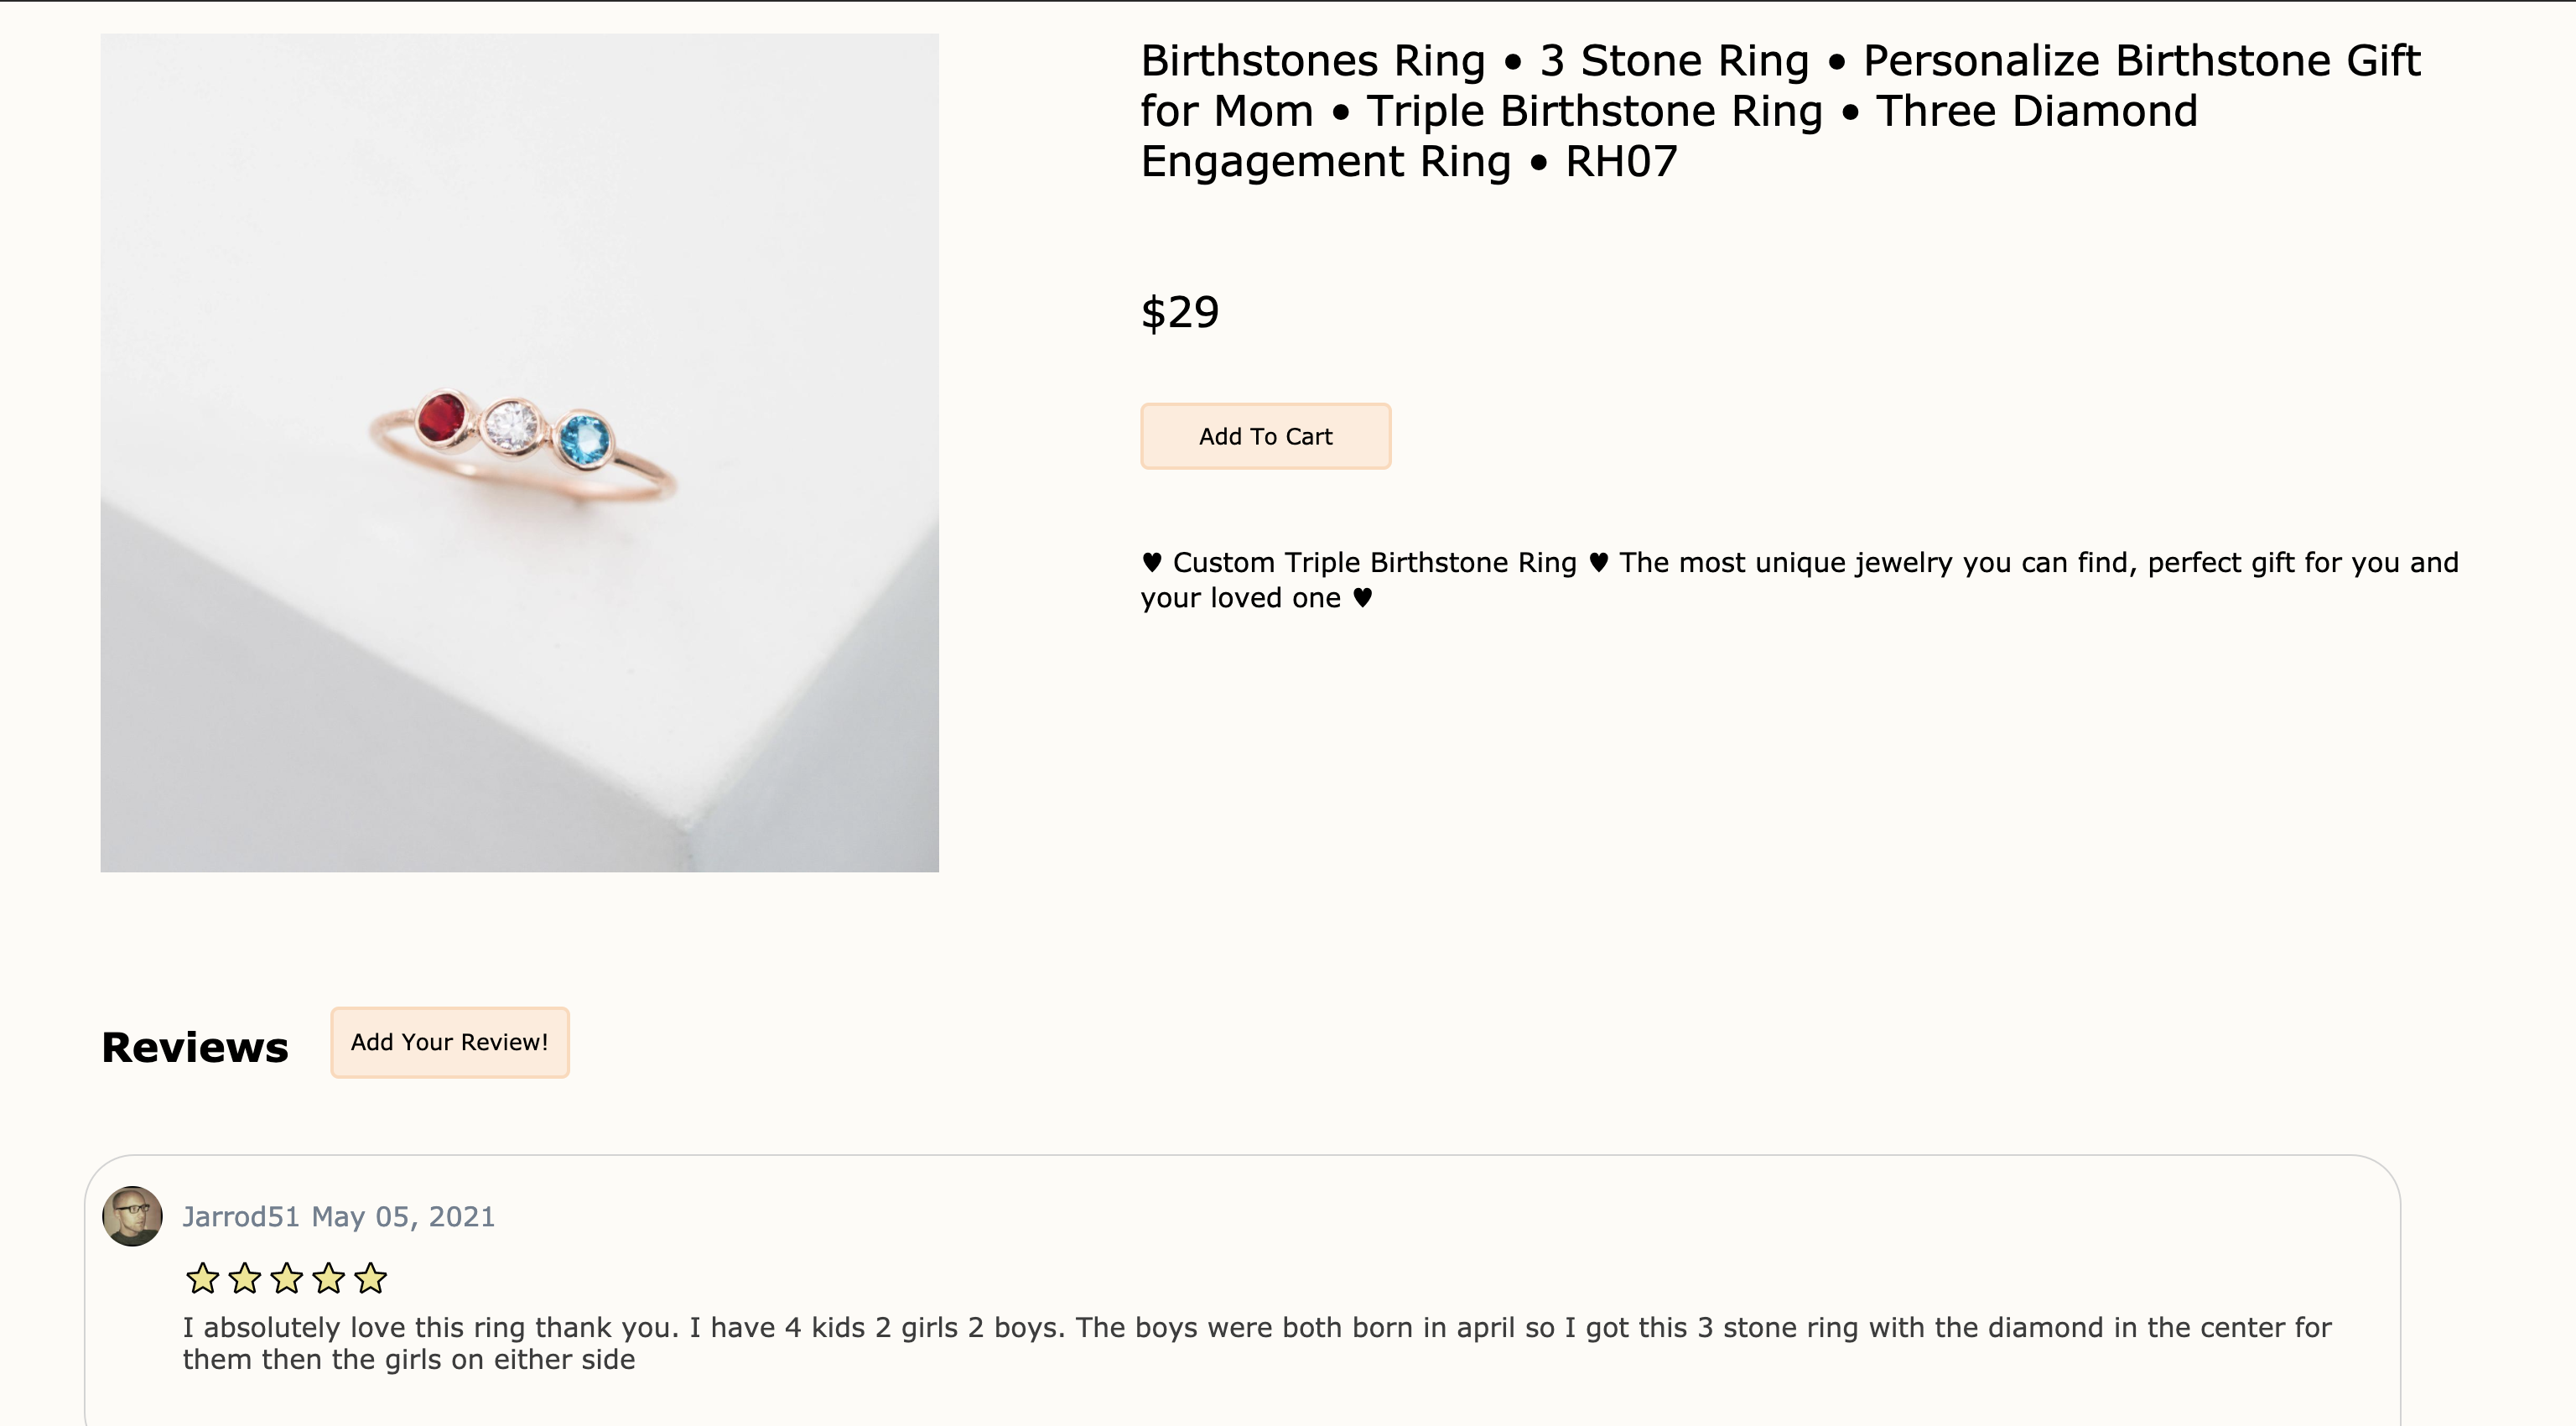 Birthstones Ring • 3 Stone Ring • Personalize Birthstone Gift
for Mom • Triple Birthstone Ring • Three Diamond
Engagement Ring • RH07
$29
Add To Cart
♥ Custom Triple Birthstone Ring ♥ The most unique jewelry you can find, perfect gift for you and
your loved one ♥
Reviews
Add Your Review!
Jarrod51 May 05, 2021
I absolutely love this ring thank you. I have 4 kids 2 girls 2 boys. The boys were both born in april so I got this 3 stone ring with the diamond in the center for
them then the girls on either side